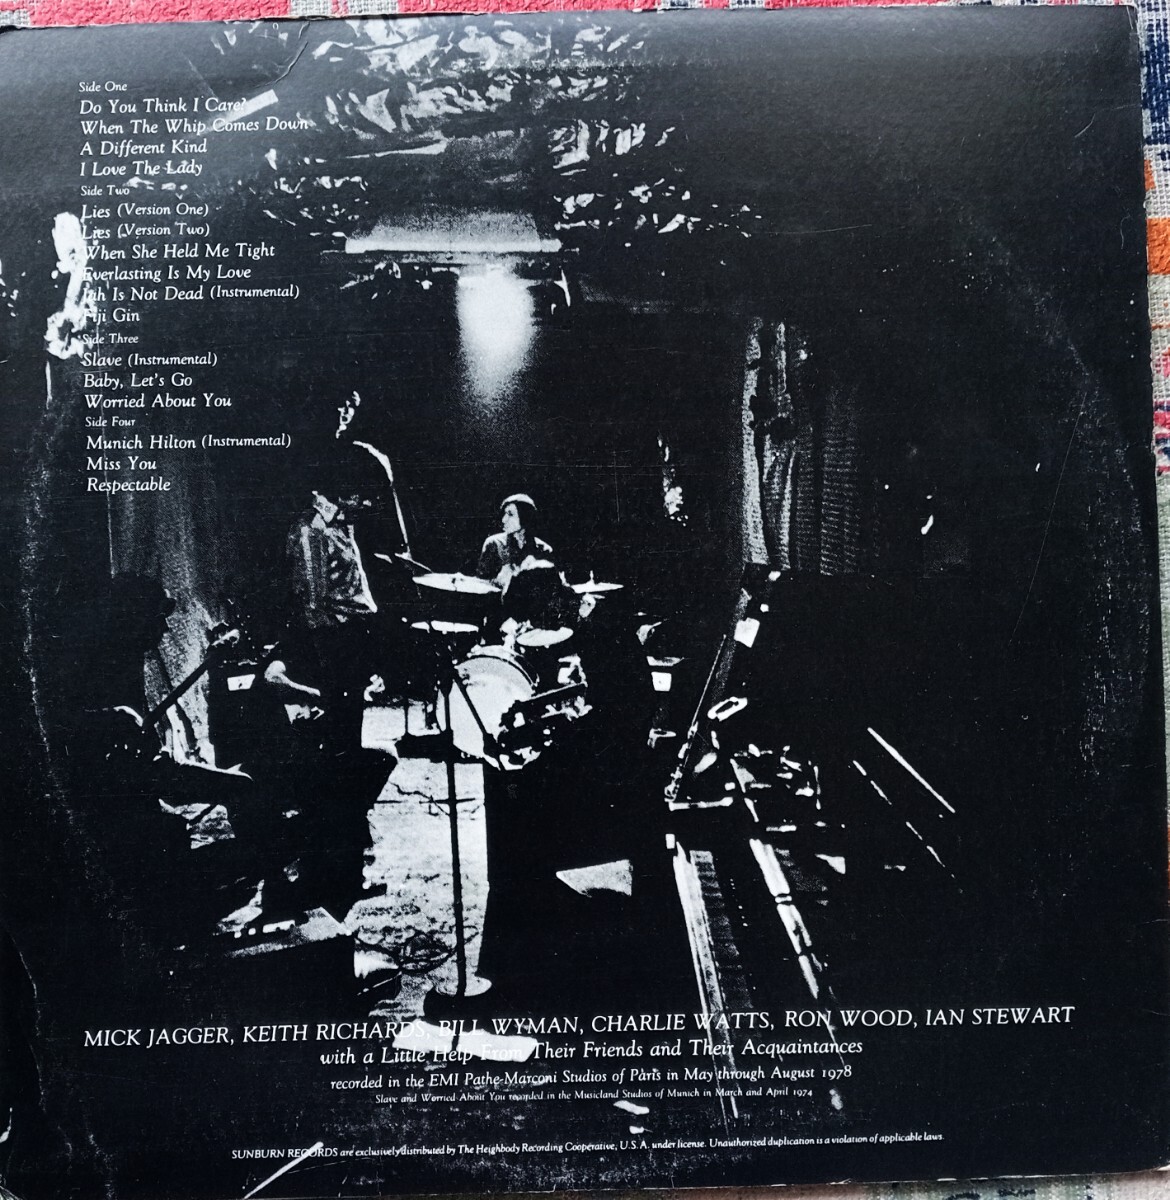 Side One
Do You Think I Care?
When The Whip Comes Down
A Different Kind
I Love The Lady
Side Two
Lies (Version One)
Lies (Version Two)
When She Held Me Tight
Everlasting Is My Love
Jah Is Not Dead (Instrumental)
Fiji Gin
Side Three
Slave (Instrumental)
Baby, Let's Go
Worried About You
Side Four
Munich Hilton (Instrumental)
Miss You
Respectable
MICK JAGGER, KEITH RICHARDS, BILL WYMAN, CHARLIE WATTS, RON WOOD, IAN STEWART
with a Little Help From Their Friends and Their Acquaintances
recorded in the EMI Pathe-Marconi Studios of Paris in May through August 1978
Slave and Worried About You recorded in the Musicland Studios of Munich in March and April 1974
SUNBURN RECORDS are exclusively distributed by The Heighbody Recording Cooperative, U.S.A. under license. Unauthorized duplication is a violation of applicable laws.